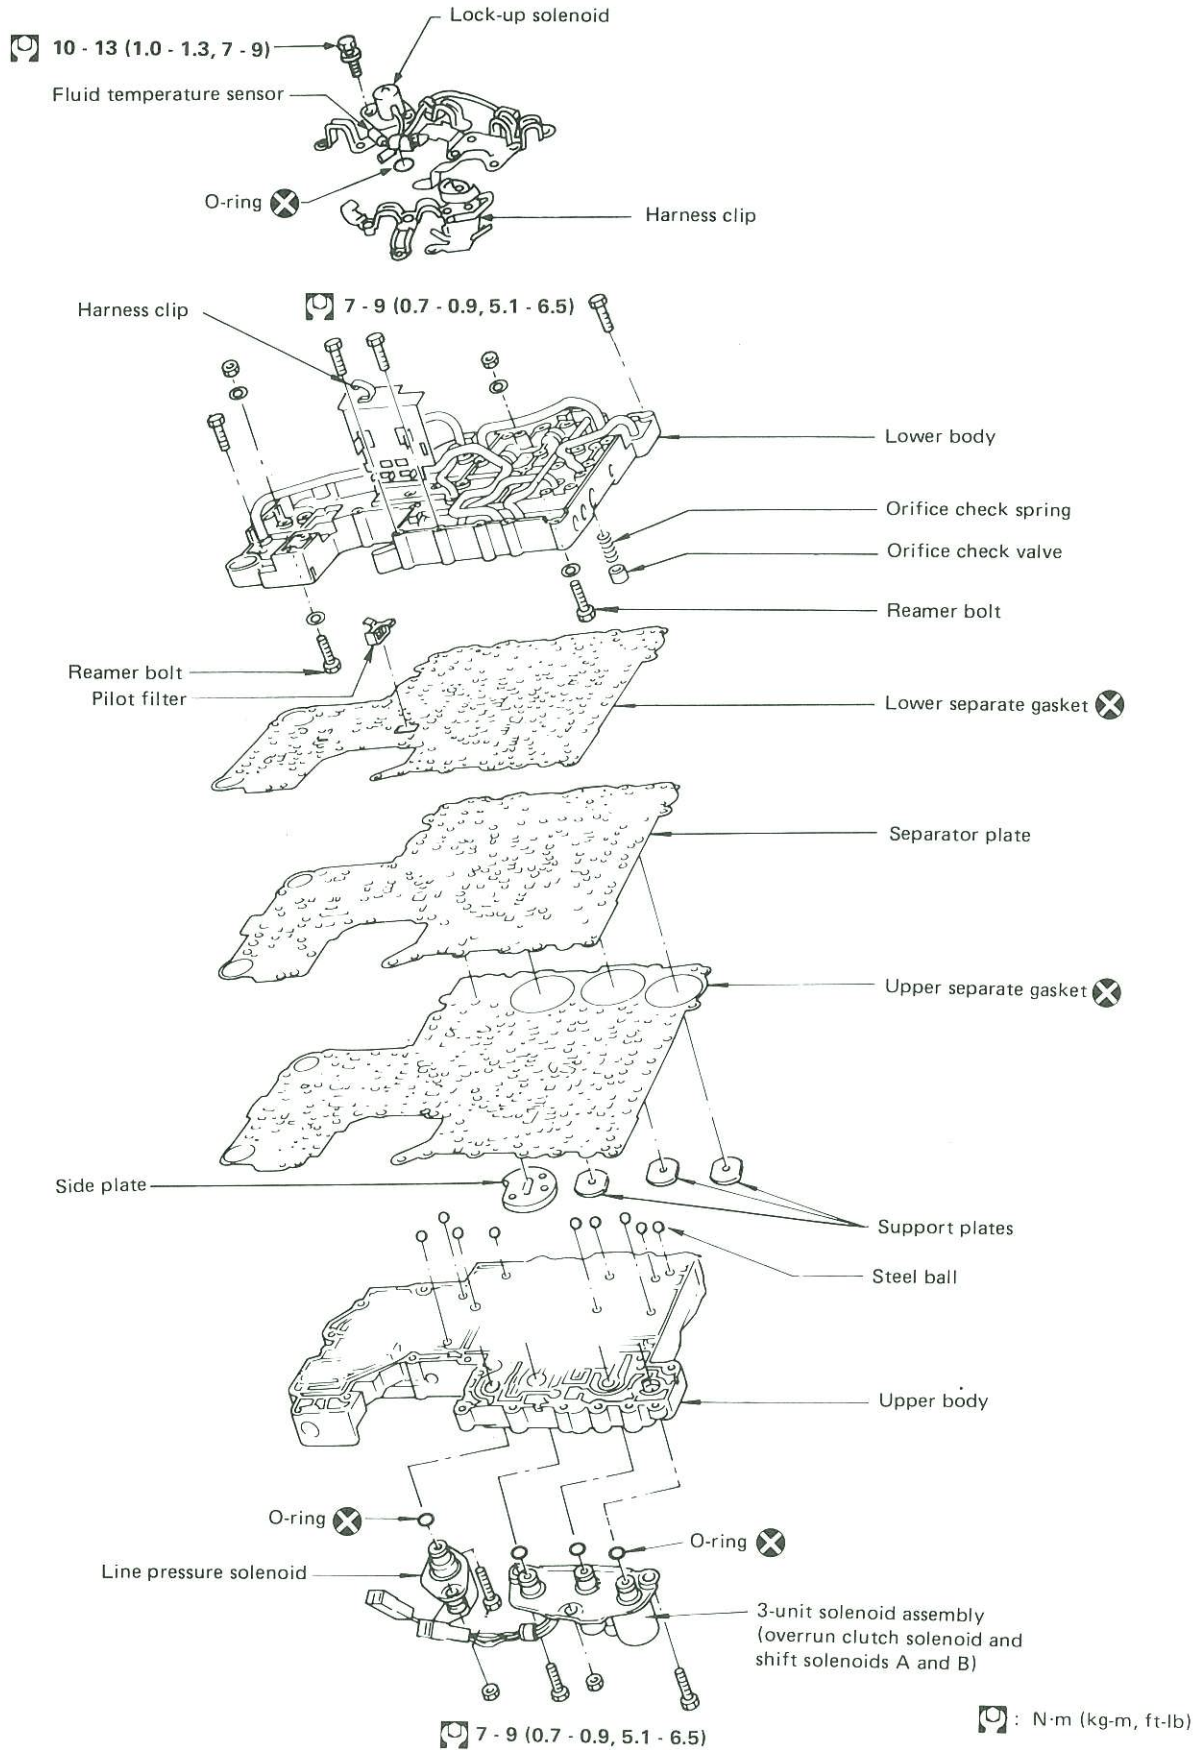 Lock-up solenoid
10 - 13 (1.0 - 1.3, 7 - 9)
Fluid temperature sensor
O-ring
Harness clip
Harness clip
7 - 9 (0.7 - 0.9, 5.1 - 6.5)
Lower body
Orifice check spring
Orifice check valve
Reamer bolt
Reamer bolt
Pilot filter
Lower separate gasket
Separator plate
Upper separate gasket
Side plate
Support plates
Steel ball
Upper body
O-ring
O-ring
Line pressure solenoid
3-unit solenoid assembly
(overrun clutch solenoid and
shift solenoids A and B)
7 - 9 (0.7 - 0.9, 5.1 - 6.5)
: N·m (kg-m, ft-lb)